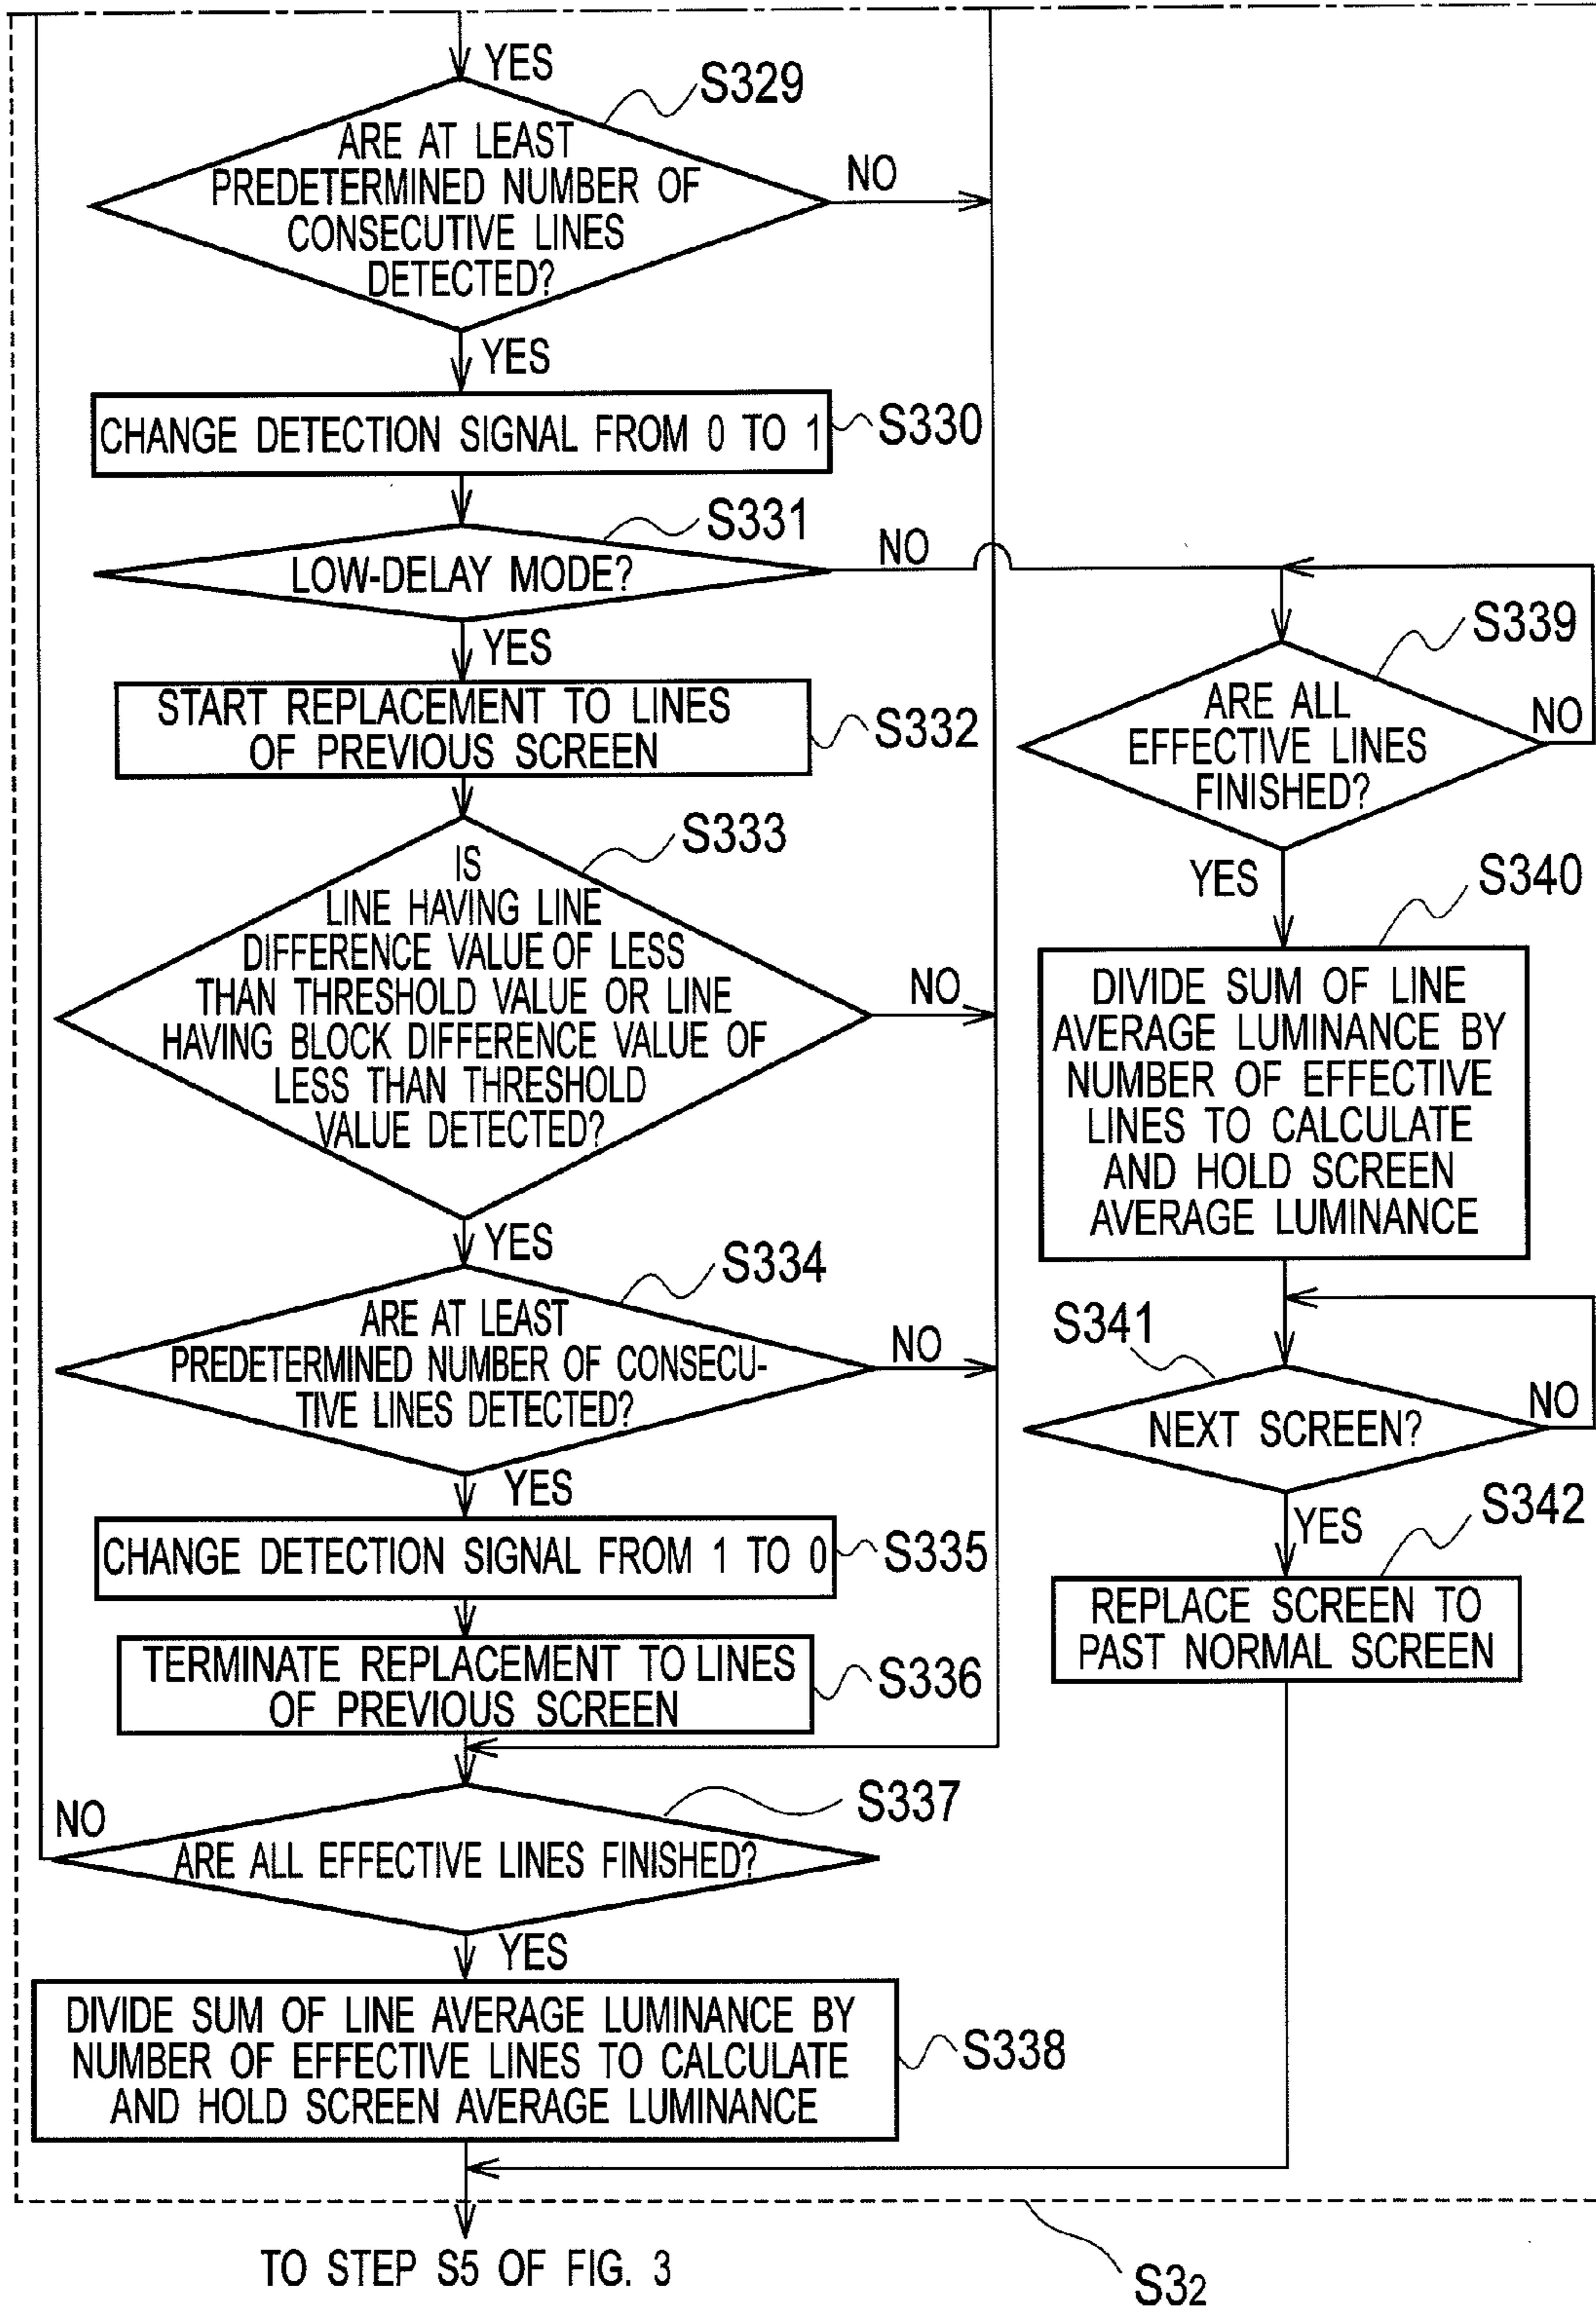 YES
S329
ARE AT LEAST
PREDETERMINED NUMBER OF
CONSECUTIVE LINES
DETECTED?
NO
YES
CHANGE DETECTION SIGNAL FROM 0 TO 1
S330
S331
LOW-DELAY MODE?
NO
YES
START REPLACEMENT TO LINES
OF PREVIOUS SCREEN
S332
S333
IS
LINE HAVING LINE
DIFFERENCE VALUE OF LESS
THAN THRESHOLD VALUE OR LINE
HAVING BLOCK DIFFERENCE VALUE OF
LESS THAN THRESHOLD
VALUE DETECTED?
NO
YES
S334
ARE AT LEAST
PREDETERMINED NUMBER OF CONSECU-
TIVE LINES DETECTED?
NO
YES
CHANGE DETECTION SIGNAL FROM 1 TO 0
S335
TERMINATE REPLACEMENT TO LINES
OF PREVIOUS SCREEN
S336
S337
NO
ARE ALL EFFECTIVE LINES FINISHED?
YES
DIVIDE SUM OF LINE AVERAGE LUMINANCE BY
NUMBER OF EFFECTIVE LINES TO CALCULATE
AND HOLD SCREEN AVERAGE LUMINANCE
S338
S339
ARE ALL
EFFECTIVE LINES
FINISHED?
NO
YES
S340
DIVIDE SUM OF LINE
AVERAGE LUMINANCE BY
NUMBER OF EFFECTIVE
LINES TO CALCULATE
AND HOLD SCREEN
AVERAGE LUMINANCE
S341
NEXT SCREEN?
NO
YES
S342
REPLACE SCREEN TO
PAST NORMAL SCREEN
TO STEP S5 OF FIG. 3
S32